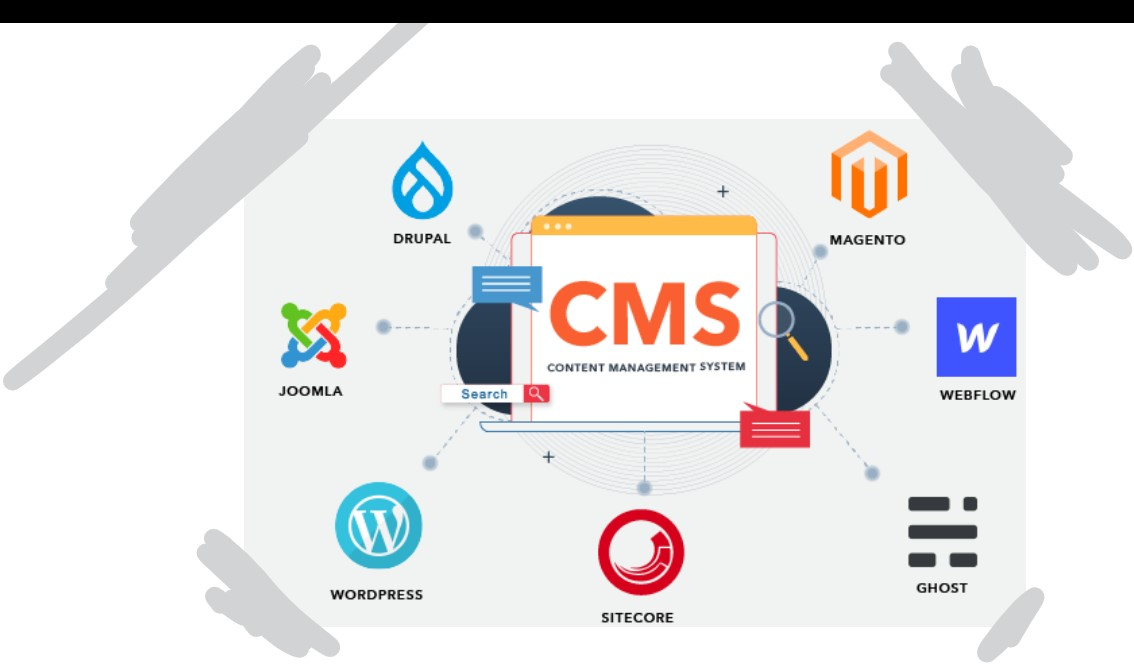 DRUPAL
MAGENTO
CMS
CONTENT MANAGEMENT SYSTEM
JOOMLA
Search
W
WEBFLOW
W
WORDPRESS
SITECORE
GHOST